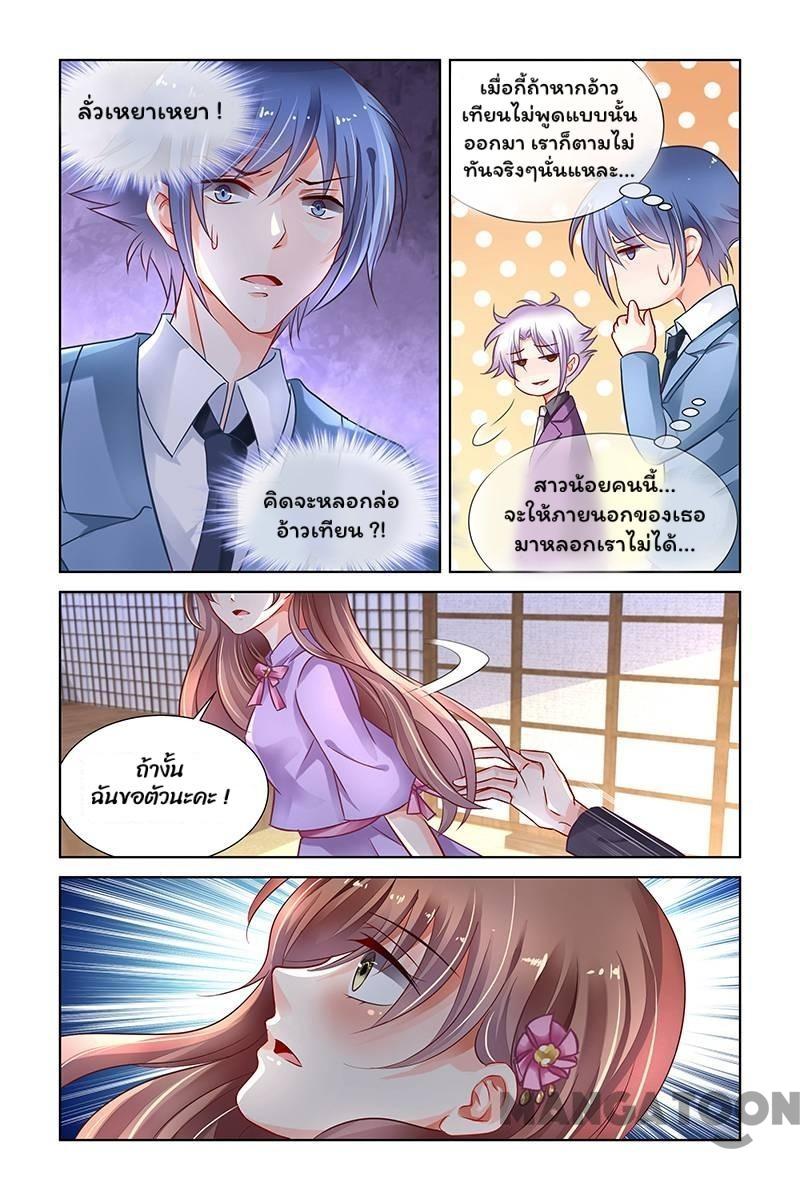 ลั่วเหยาเหยา !
คิดจะหลอกล่อ
อ้าวเทียน ?!
เมื่อกี้ถ้าหากอ้าว
เทียนไม่พูดแบบนั้น
ออกมา เราก็ตามไม่
ทันจริงๆนั่นแหละ...
สาวน้อยคนนี้...
จะให้ภายนอกของเธอ
มาหลอกเราไม่ได้...
ถ้างั้น
ฉันขอตัวนะคะ !
MANGATOON